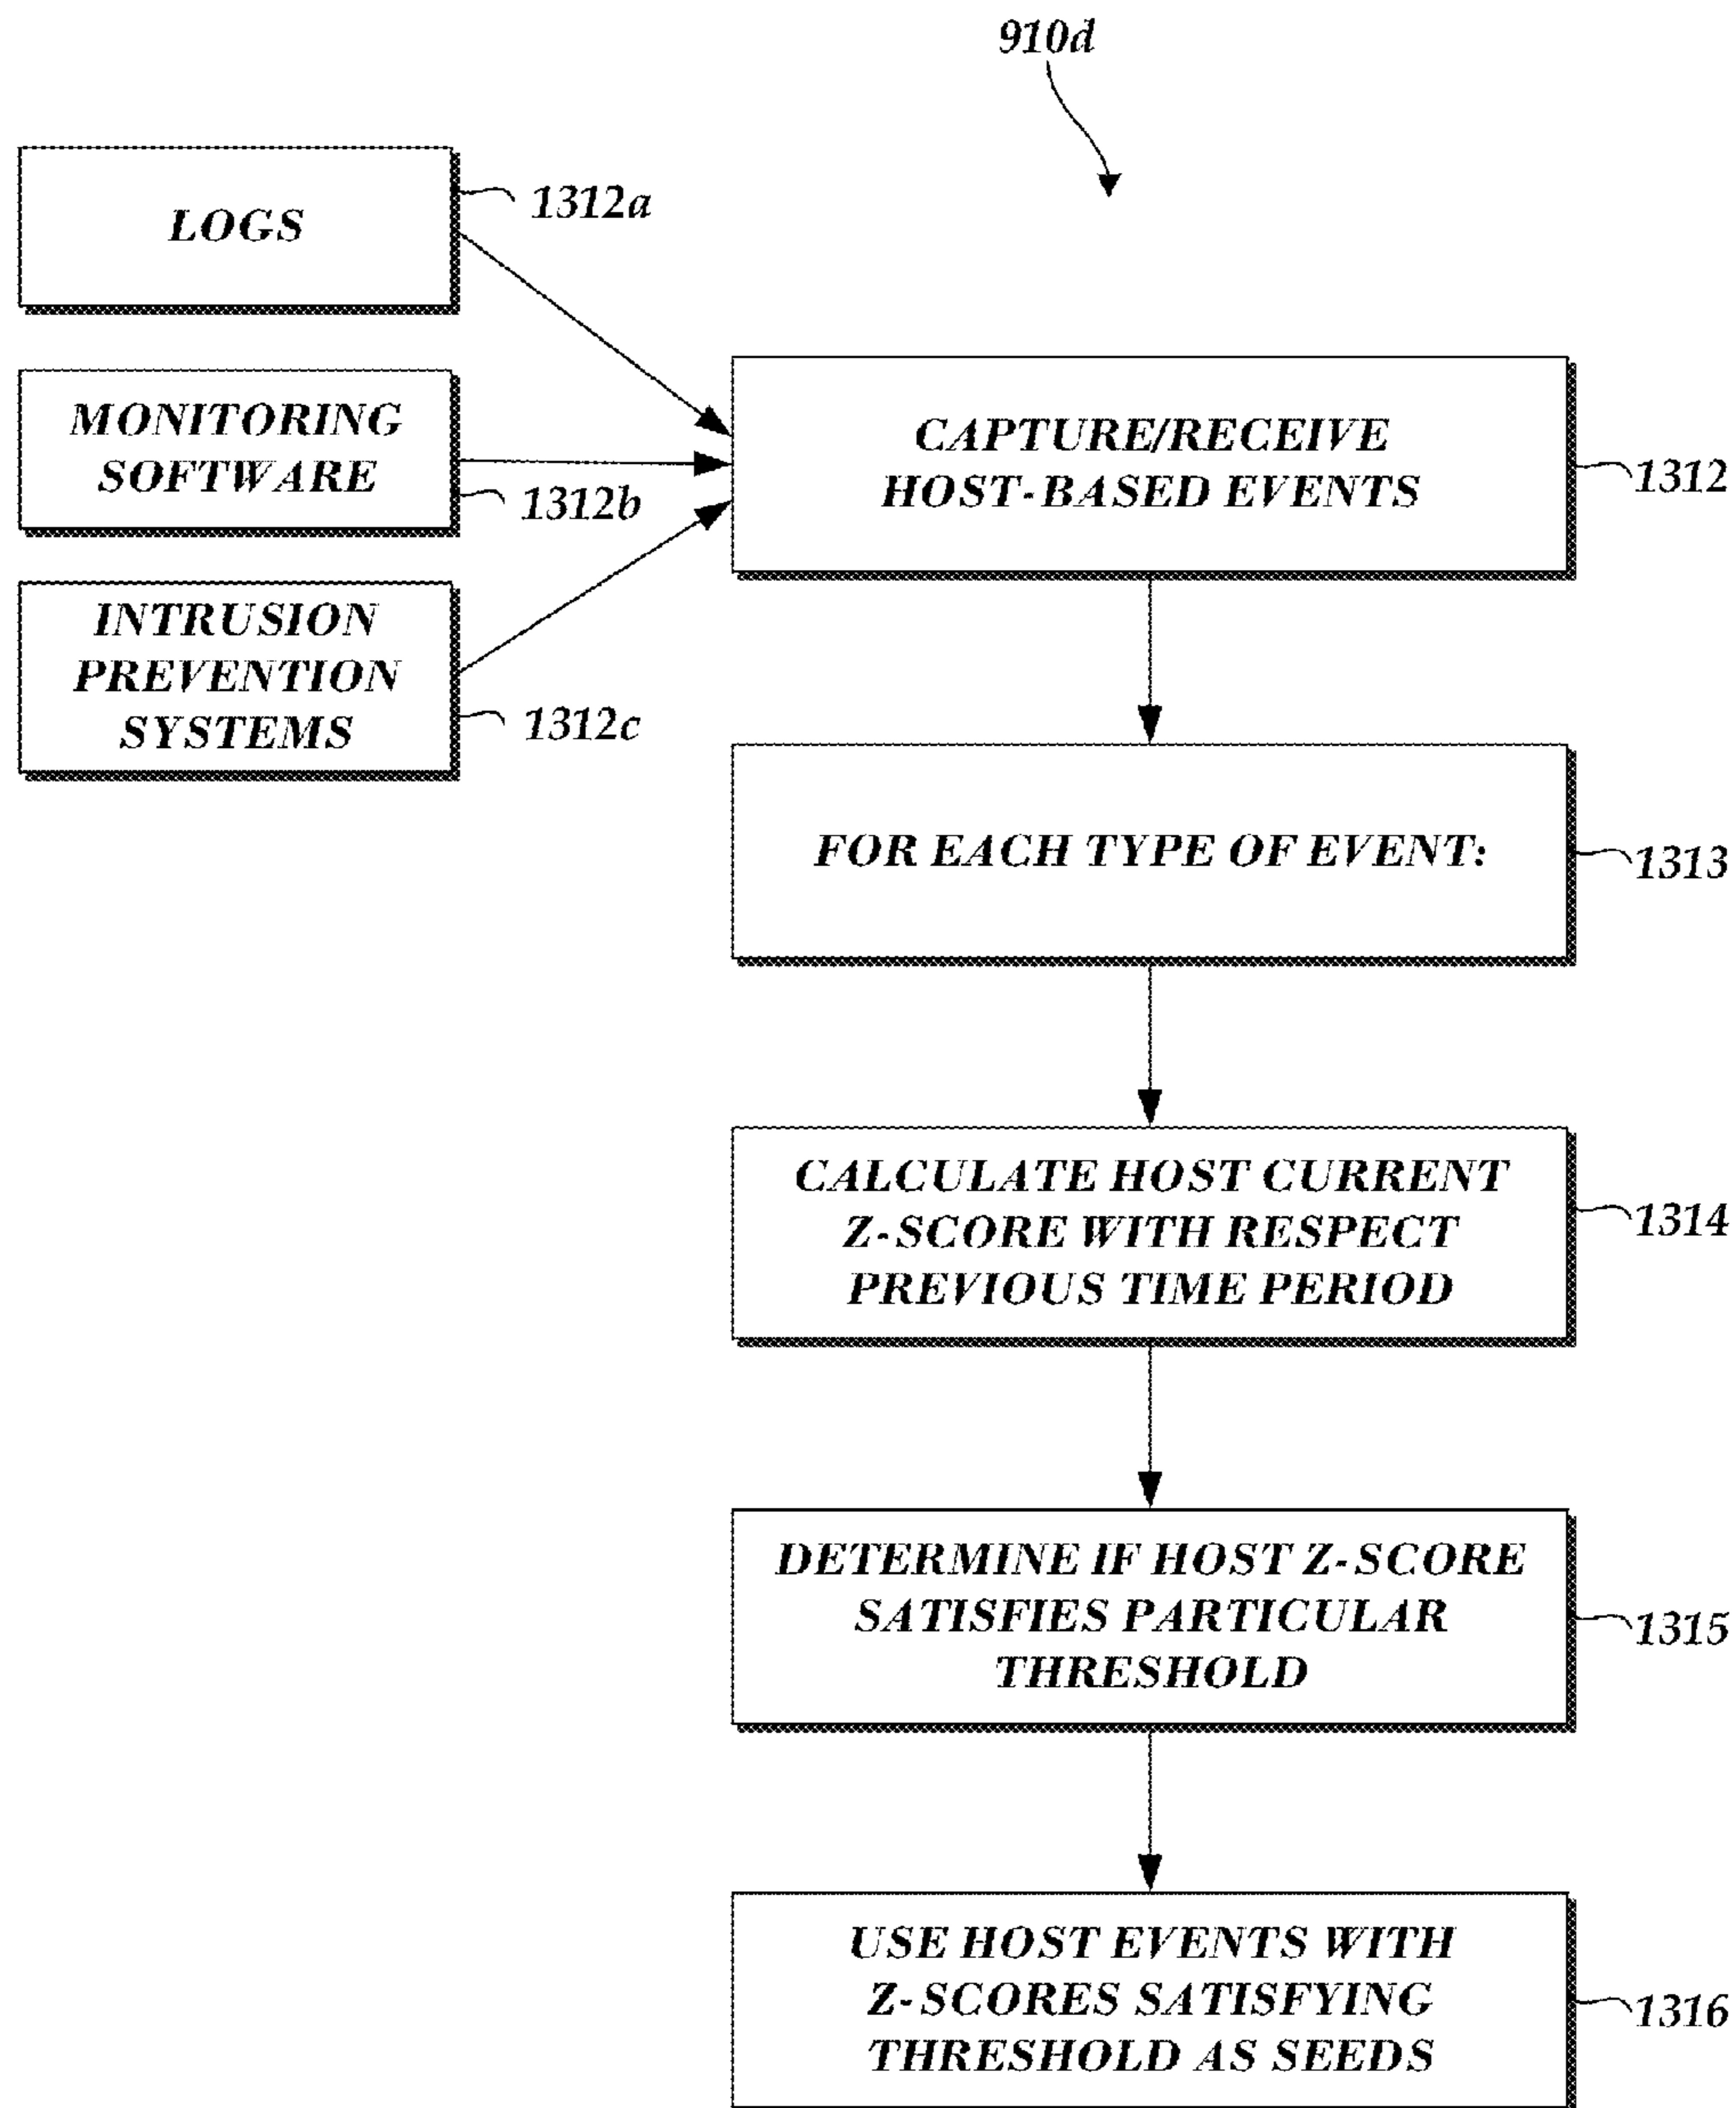 910d
LOGS
1312a
MONITORING
SOFTWARE
1312b
INTRUSION
PREVENTION
SYSTEMS
1312c
CAPTURE/RECEIVE
HOST-BASED EVENTS
1312
FOR EACH TYPE OF EVENT:
1313
CALCULATE HOST CURRENT
Z-SCORE WITH RESPECT
PREVIOUS TIME PERIOD
1314
DETERMINE IF HOST Z-SCORE
SATISFIES PARTICULAR
THRESHOLD
1315
USE HOST EVENTS WITH
Z-SCORES SATISFYING
THRESHOLD AS SEEDS
1316